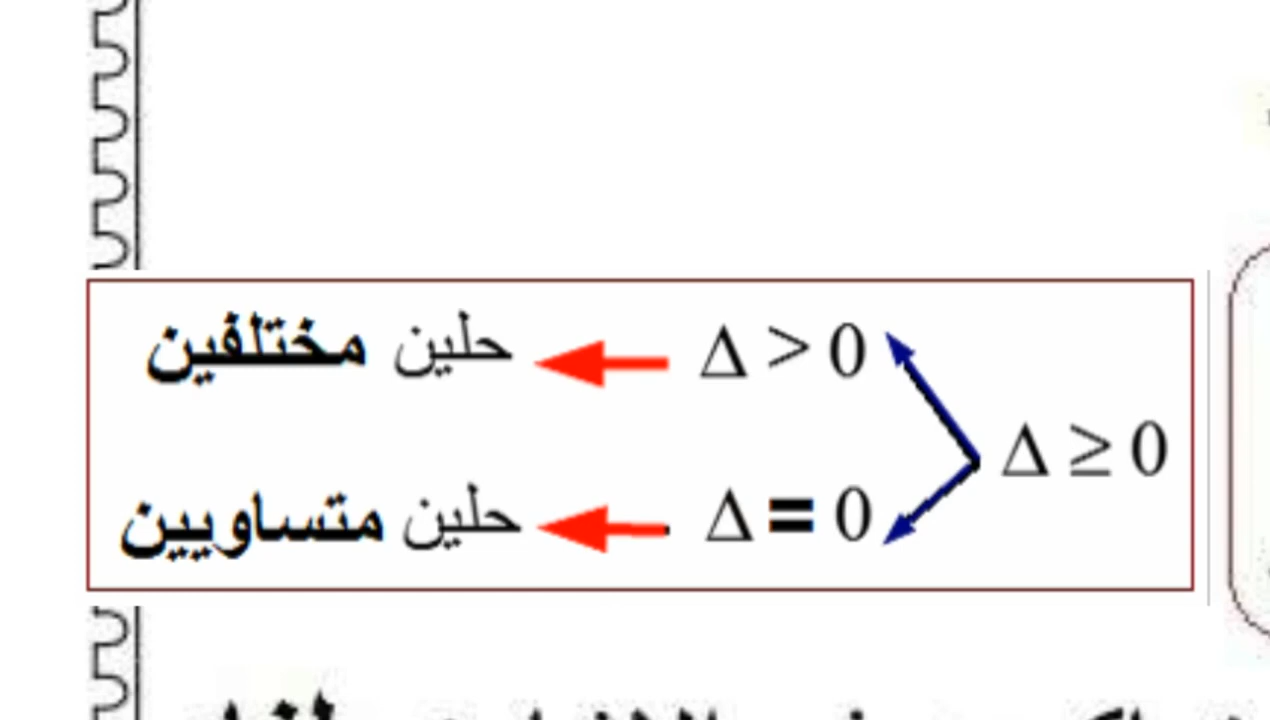 Δ > 0 حلين مختلفين
Δ ≥ 0
Δ = 0 حلين متساويين